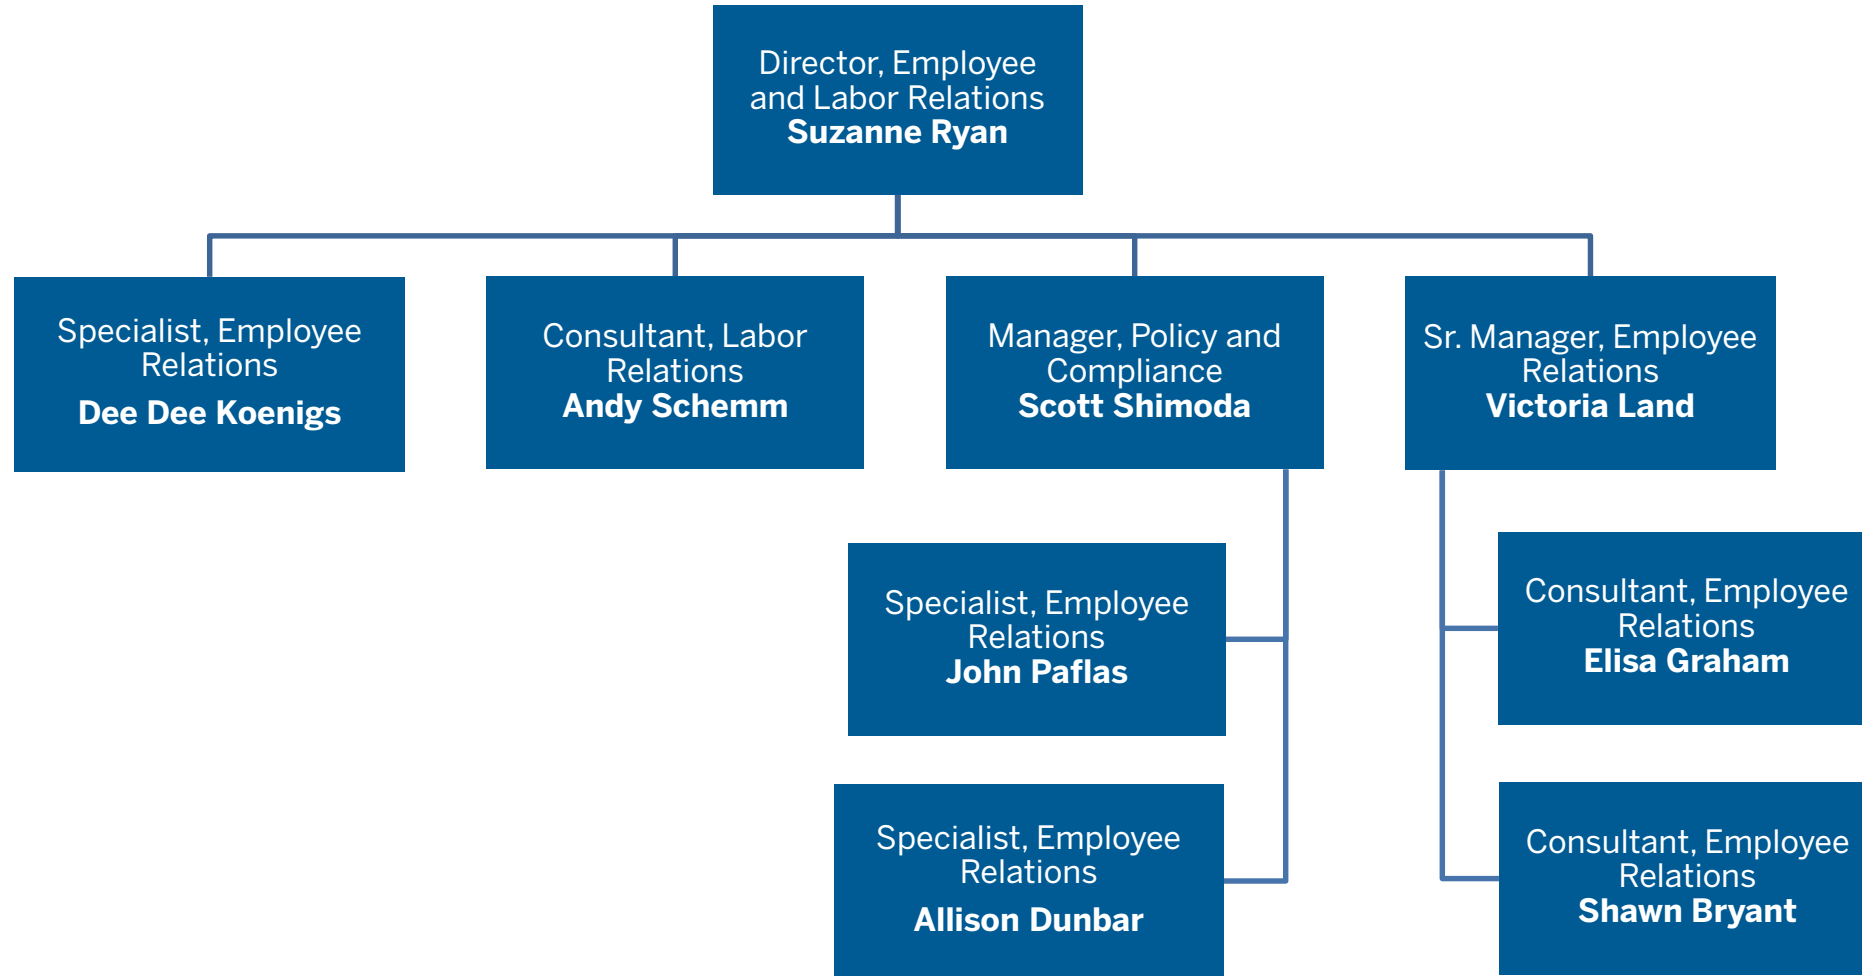 Director, Employee
and Labor Relations
Suzanne Ryan
Specialist, Employee
Relations
Dee Dee Koenigs
Consultant, Labor
Relations
Andy Schemm
Manager, Policy and
Compliance
Scott Shimoda
Sr. Manager, Employee
Relations
Victoria Land
Specialist, Employee
Relations
John Paflas
Consultant, Employee
Relations
Elisa Graham
Specialist, Employee
Relations
Allison Dunbar
Consultant, Employee
Relations
Shawn Bryant